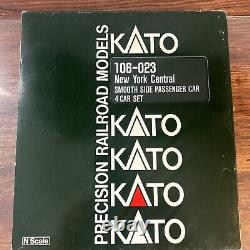 PRECISION RAILROAD MODELS
KATO
106-023
New York Central
SMOOTH SIDE PASSENGER CAR
4 CAR SET
KATO
KATO
KATO
KATO
N Scale